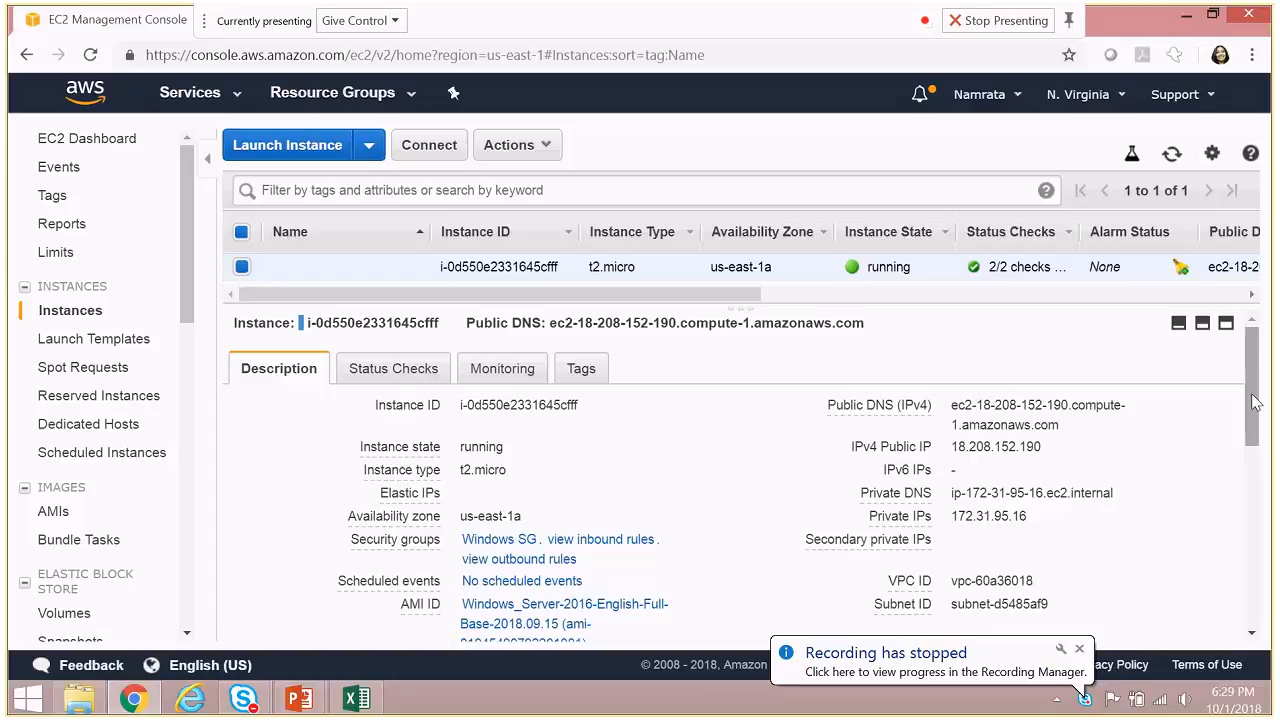 EC2 Management Console
Currently presenting
Give Control
Stop Presenting
https://console.aws.amazon.com/ec2/v2/home?region=us-east-1#Instances:sort=tag:Name
aws
Services
Resource Groups
Namrata
N. Virginia
Support
EC2 Dashboard
Events
Tags
Reports
Limits
INSTANCES
Instances
Launch Templates
Spot Requests
Reserved Instances
Dedicated Hosts
Scheduled Instances
IMAGES
AMIs
Bundle Tasks
ELASTIC BLOCK
STORE
Volumes
Snapshots
Launch Instance
Connect
Actions
Filter by tags and attributes or search by keyword
1 to 1 of 1
Name Instance ID Instance Type Availability Zone Instance State Status Checks Alarm Status Public D
i-0d550e2331645cfff t2.micro us-east-1a running 2/2 checks ... None ec2-18-2
Instance: i-0d550e2331645cfff Public DNS: ec2-18-208-152-190.compute-1.amazonaws.com
Description
Status Checks
Monitoring
Tags
Instance ID i-0d550e2331645cfff
Instance state running
Instance type t2.micro
Elastic IPs
Availability zone us-east-1a
Security groups Windows SG. view inbound rules.
view outbound rules
Scheduled events No scheduled events
AMI ID Windows_Server-2016-English-Full-
Base-2018.09.15 (ami-
Public DNS (IPv4) ec2-18-208-152-190.compute-
1.amazonaws.com
IPv4 Public IP 18.208.152.190
IPv6 IPs -
Private DNS ip-172-31-95-16.ec2.internal
Private IPs 172.31.95.16
Secondary private IPs
VPC ID vpc-60a36018
Subnet ID subnet-d5485af9
Recording has stopped
Click here to view progress in the Recording Manager.
Feedback
English (US)
© 2008 - 2018, Amazon
acy Policy
Terms of Use
6:29 PM
10/1/2018